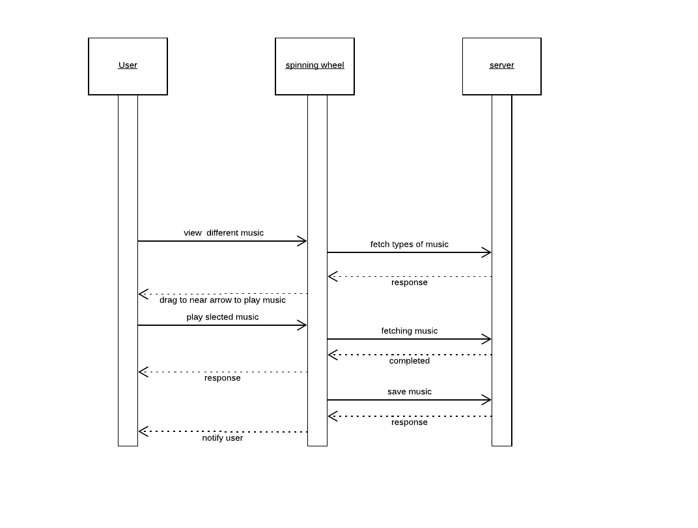 User
spinning wheel
server
view different music
fetch types of music
response
drag to near arrow to play music
play slected music
fetching music
completed
response
save music
response
notify user